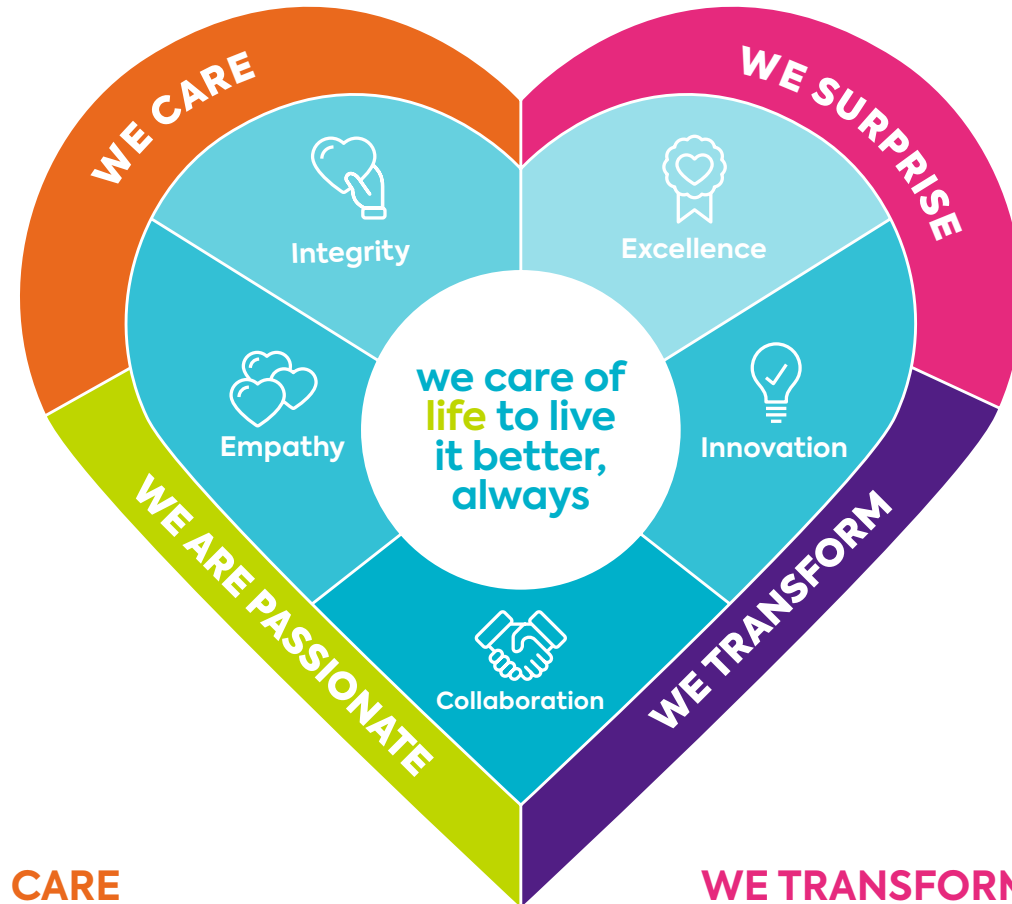 WE CARE
WE SURPRISE
Integrity
Excellence
we care of
life to live
it better,
always
Empathy
Innovation
WE ARE PASSIONATE
WE TRANSFORM
Collaboration
CARE
WE TRANSFORM